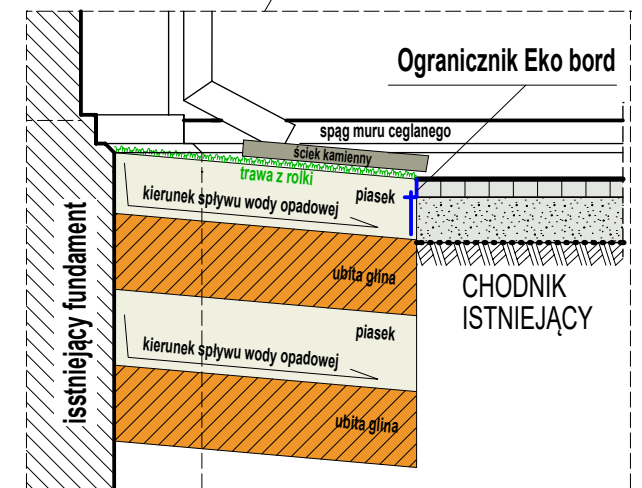 Ogranicznik Eko bord
spąg muru ceglanego
ściek kamienny
trawa z rolki
kierunek spływu wody opadowej
piasek
ubita glina
CHODNIK
ISTNIEJĄCY
piasek
kierunek spływu wody opadowej
ubita glina
isstniejący fundament